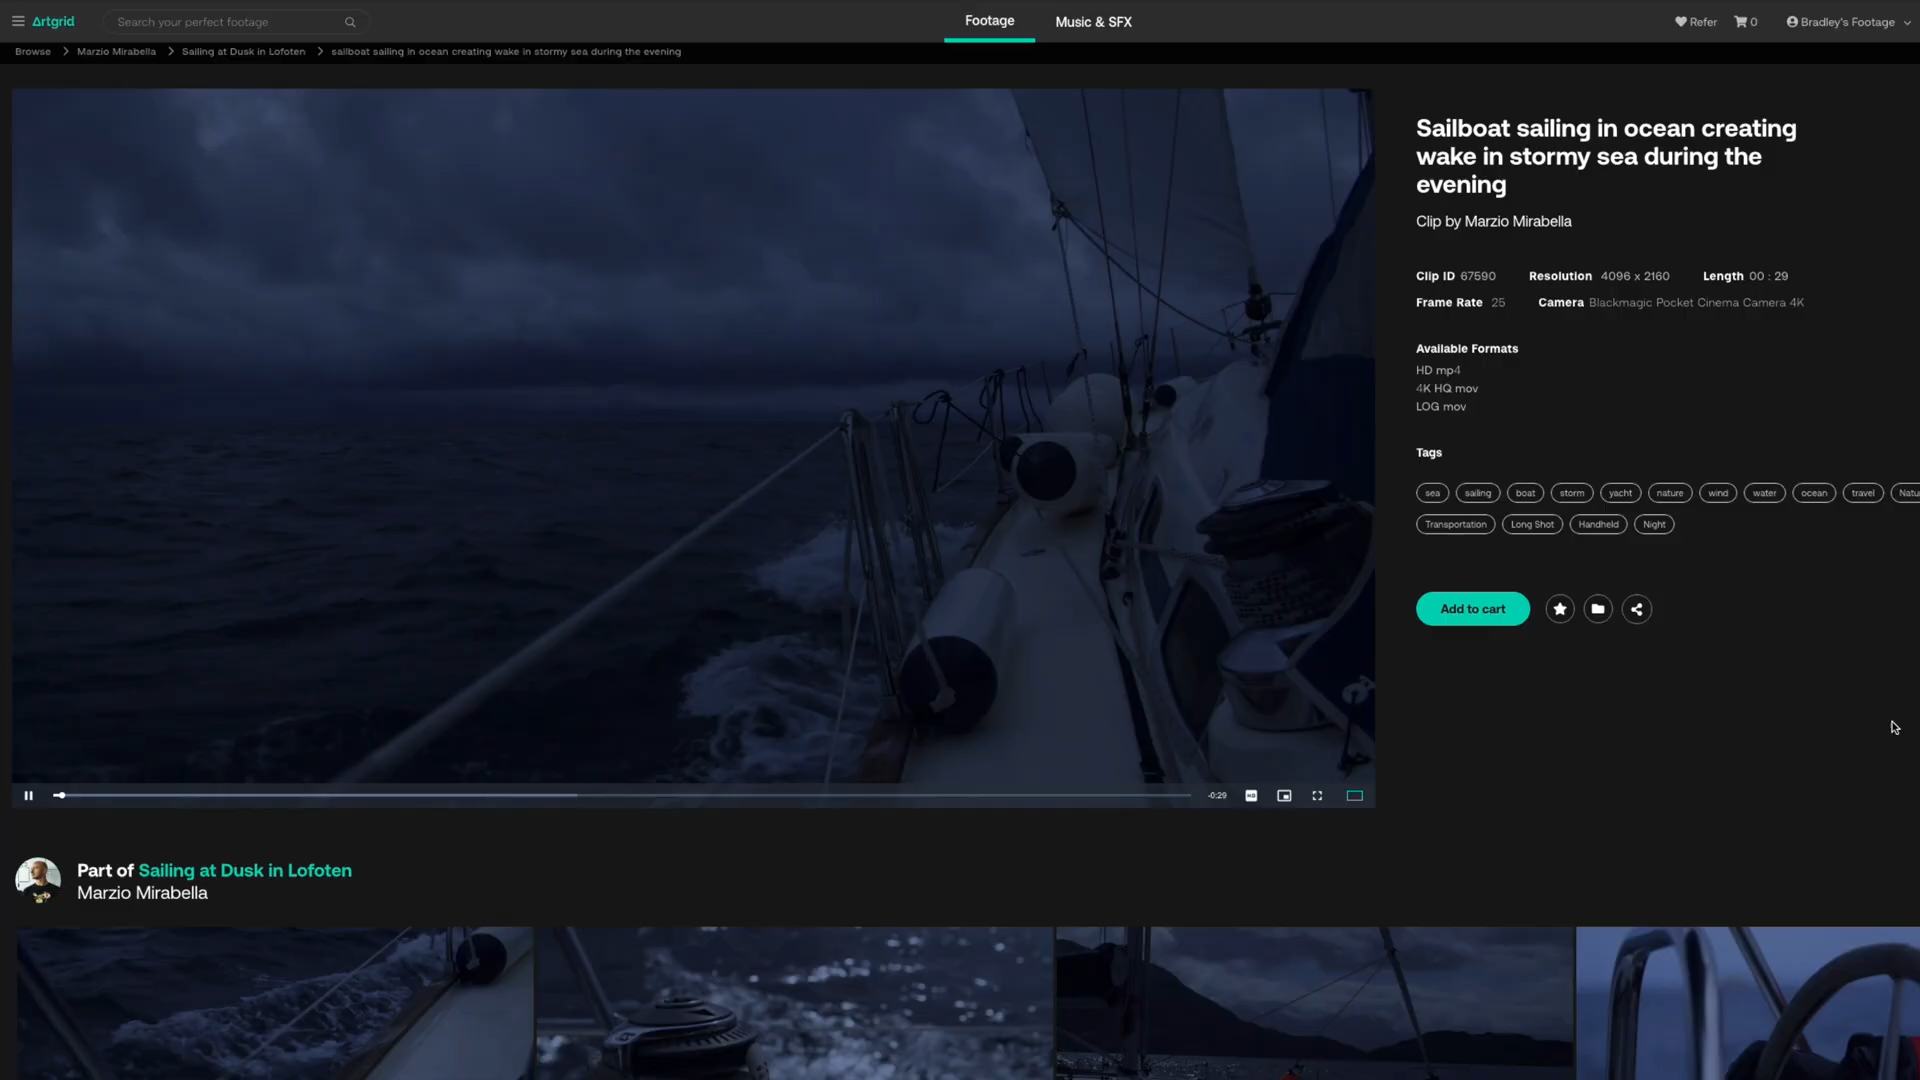 Artgrid
Search your perfect footage
Footage
Music & SFX
Refer
0
Bradley's Footage
Browse > Marzio Mirabella > Sailing at Dusk in Lofoten > sailboat sailing in ocean creating wake in stormy sea during the evening
Sailboat sailing in ocean creating
wake in stormy sea during the
evening
Clip by Marzio Mirabella
Clip ID 67590 Resolution 4096 x 2160 Length 00 : 29
Frame Rate 25 Camera Blackmagic Pocket Cinema Camera 4K
Available Formats
HD mp4
4K HQ mov
LOG mov
Tags
sea sailing boat storm yacht nature wind water ocean travel Natu
Transportation Long Shot Handheld Night
Add to cart
-0:29
HD
Part of Sailing at Dusk in Lofoten
Marzio Mirabella